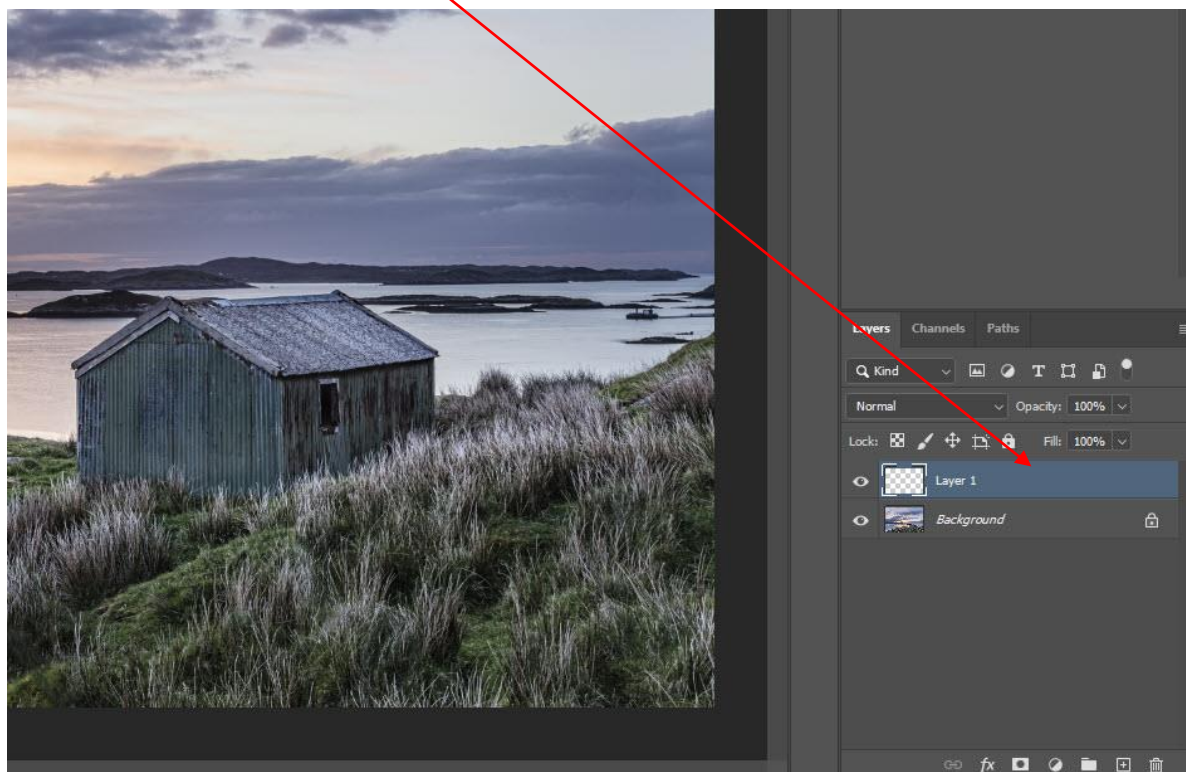 Layers Channels Paths
Kind T
Normal Opacity: 100%
Lock: Fill: 100%
Layer 1
Background
fx